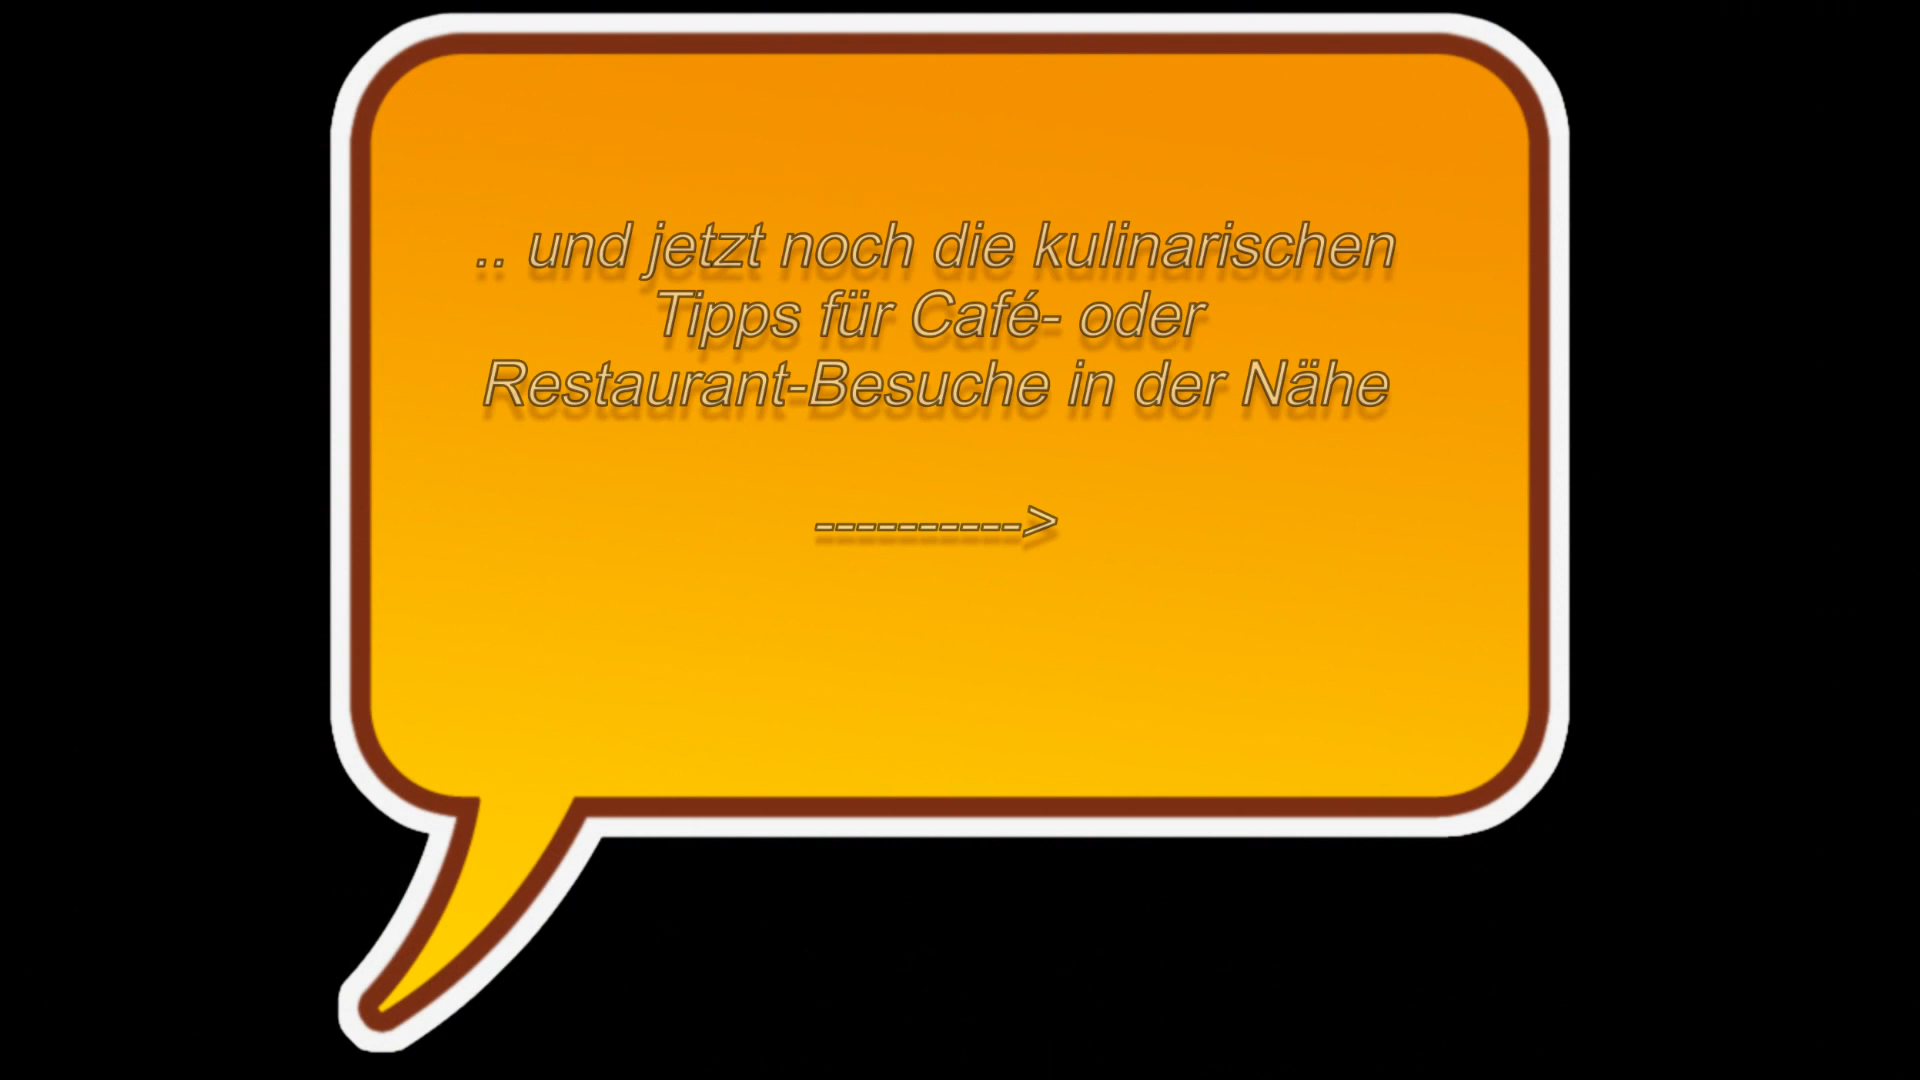 .. und jetzt noch die kulinarischen
Tipps für Café- oder
Restaurant-Besuche in der Nähe
---------->